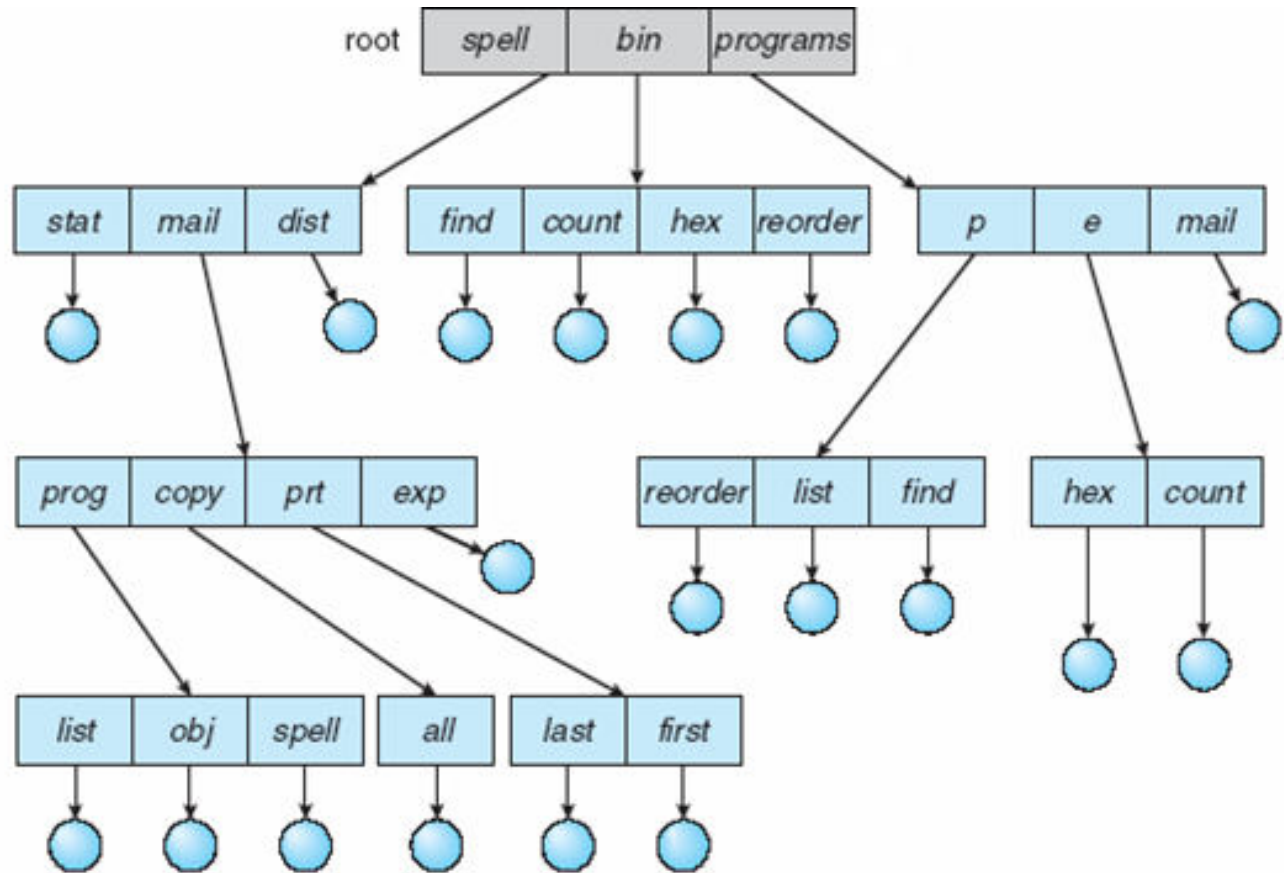 root spell bin programs
stat mail dist find count hex reorder p e mail
prog copy prt exp reorder list find hex count
list obj spell all last first